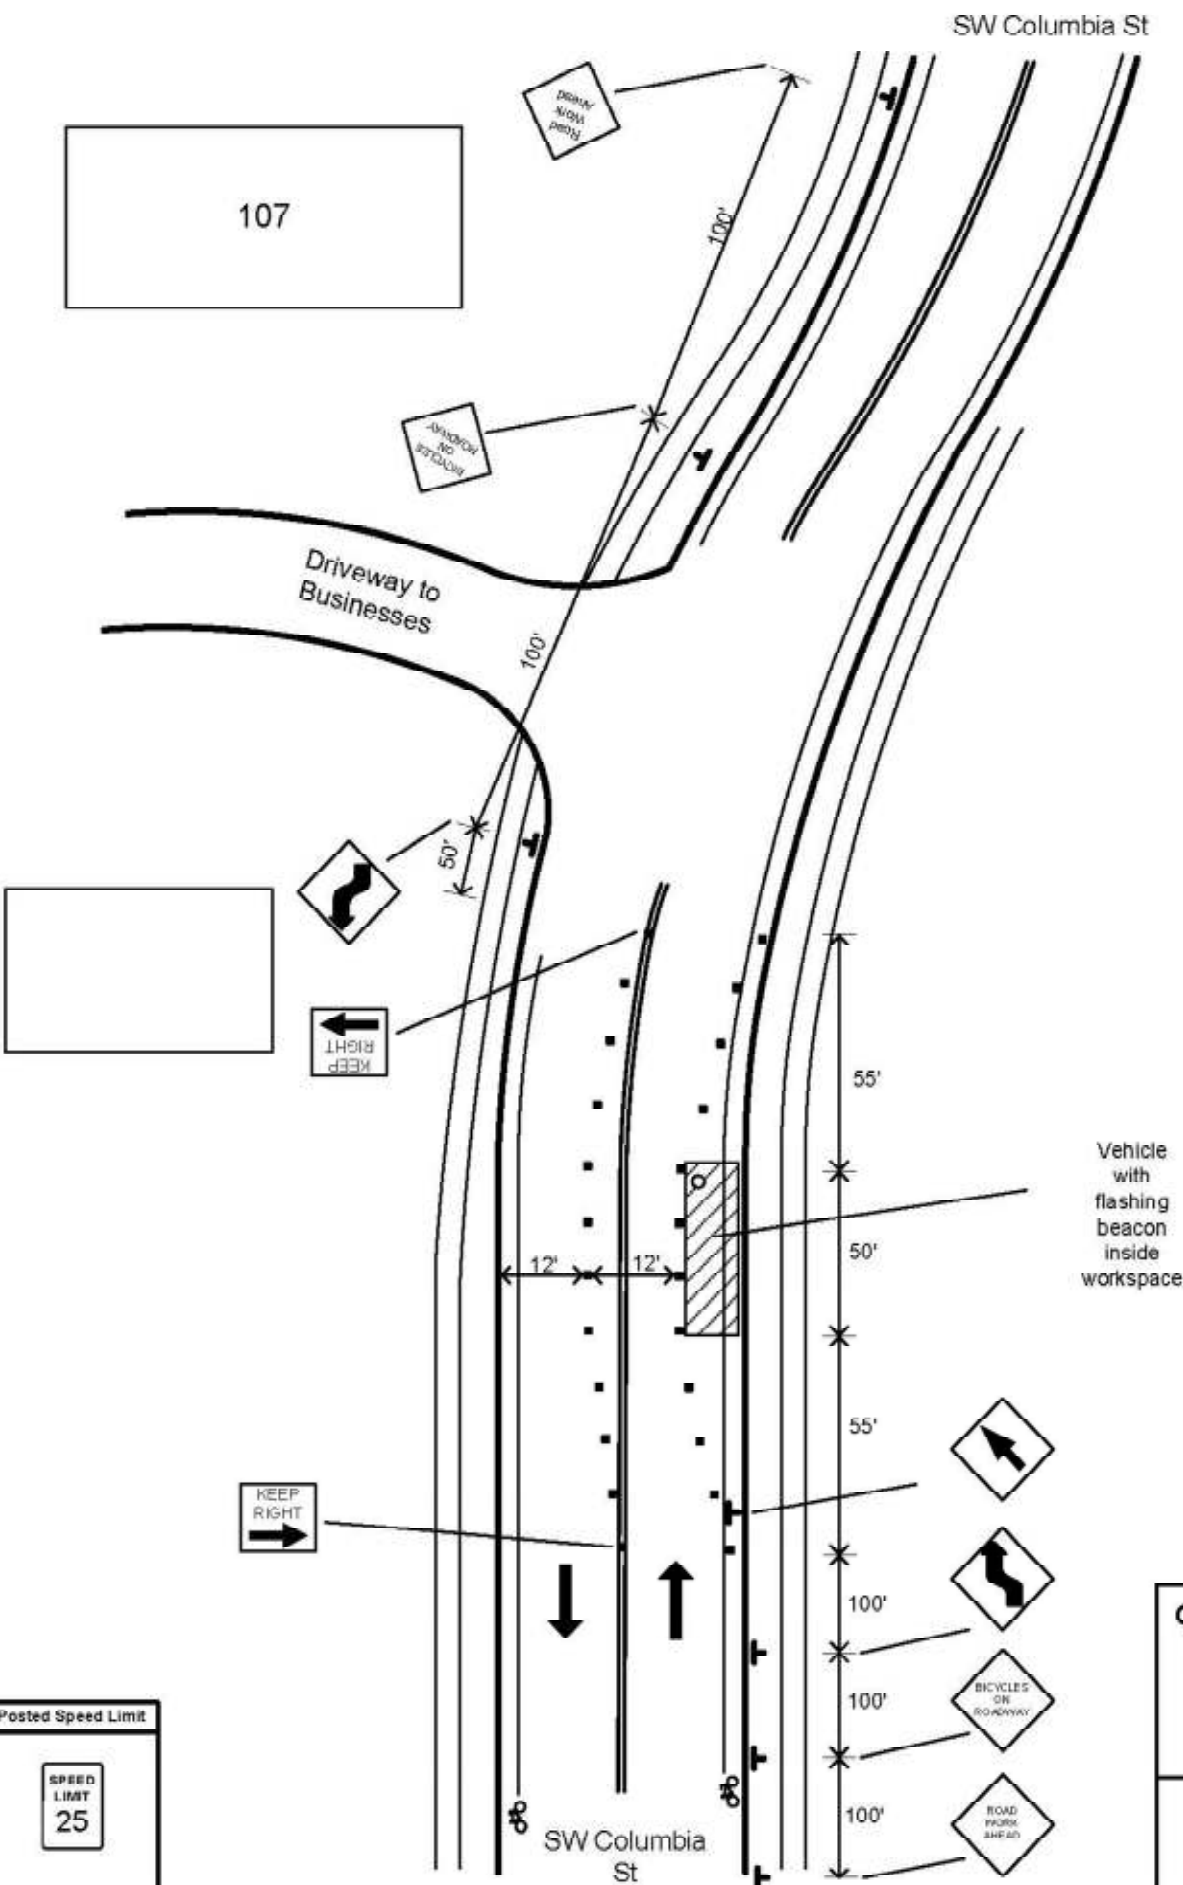 SW Columbia St
Road
Work
Ahead
107
100'
BICYCLES
ON
ROADWAY
Driveway to
Businesses
100'
50'
KEEP
RIGHT
55'
Vehicle
with
flashing
beacon
inside
workspace
50'
12'
12'
55'
KEEP
RIGHT
100'
BICYCLES
ON
ROADWAY
100'
Posted Speed Limit
SPEED
LIMIT
25
100'
ROAD
WORK
AHEAD
SW Columbia
St